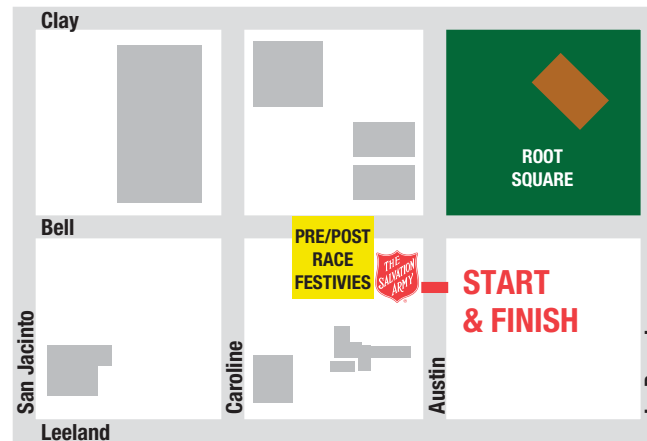 Clay
ROOT
SQUARE
Bell
PRE/POST
RACE
FESTIVIES
THE
SALVATION
ARMY
START
& FINISH
San Jacinto
Caroline
Austin
Leeland